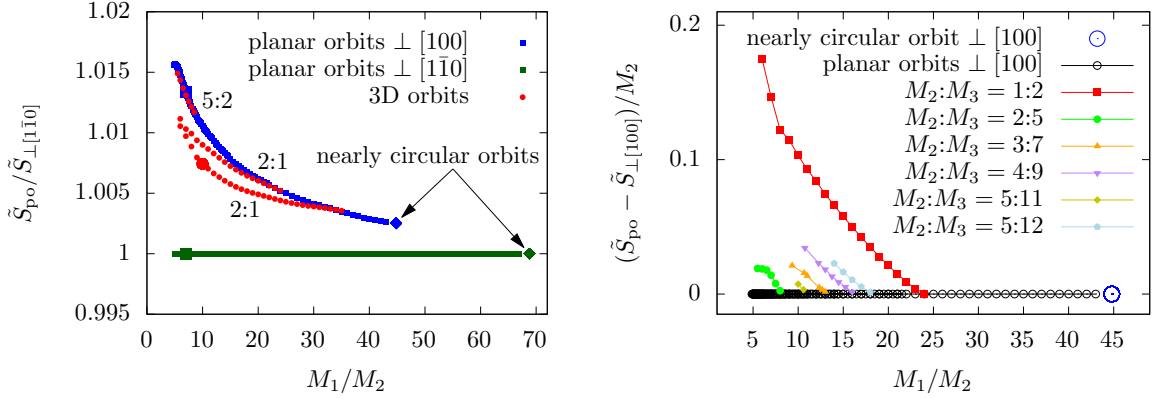 1.02
1.015
1.01
1.005
1
0.995
S̃po/S̃⊥[11̄0]
planar orbits ⊥ [100]
planar orbits ⊥ [11̄0]
3D orbits
5:2
2:1
2:1
nearly circular orbits
0 10 20 30 40 50 60 70
M1/M2
0.2
0.1
0
(S̃po − S̃⊥[100])/M2
nearly circular orbit ⊥ [100]
planar orbits ⊥ [100]
M2:M3 = 1:2
M2:M3 = 2:5
M2:M3 = 3:7
M2:M3 = 4:9
M2:M3 = 5:11
M2:M3 = 5:12
5 10 15 20 25 30 35 40 45
M1/M2